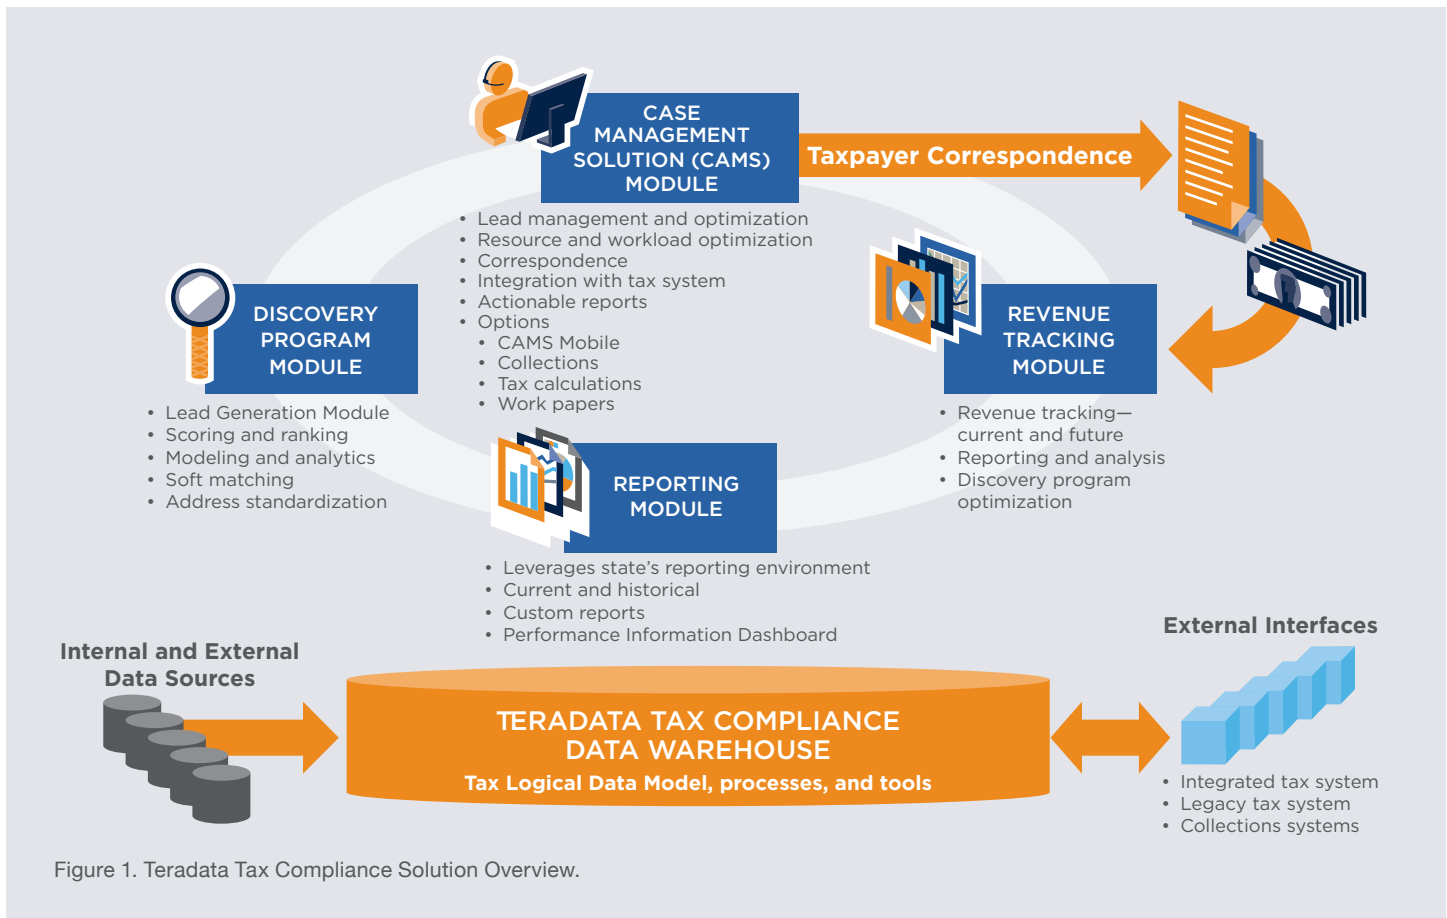 CASE
MANAGEMENT
SOLUTION (CAMS)
MODULE
Taxpayer Correspondence
• Lead management and optimization
• Resource and workload optimization
• Correspondence
• Integration with tax system
• Actionable reports
• Options
• CAMS Mobile
• Collections
• Tax calculations
• Work papers
DISCOVERY
PROGRAM
MODULE
• Lead Generation Module
• Scoring and ranking
• Modeling and analytics
• Soft matching
• Address standardization
REVENUE
TRACKING
MODULE
• Revenue tracking—
current and future
• Reporting and analysis
• Discovery program
optimization
REPORTING
MODULE
• Leverages state’s reporting environment
• Current and historical
• Custom reports
• Performance Information Dashboard
Internal and External
Data Sources
TERADATA TAX COMPLIANCE
DATA WAREHOUSE
Tax Logical Data Model, processes, and tools
External Interfaces
• Integrated tax system
• Legacy tax system
• Collections systems
Figure 1. Teradata Tax Compliance Solution Overview.